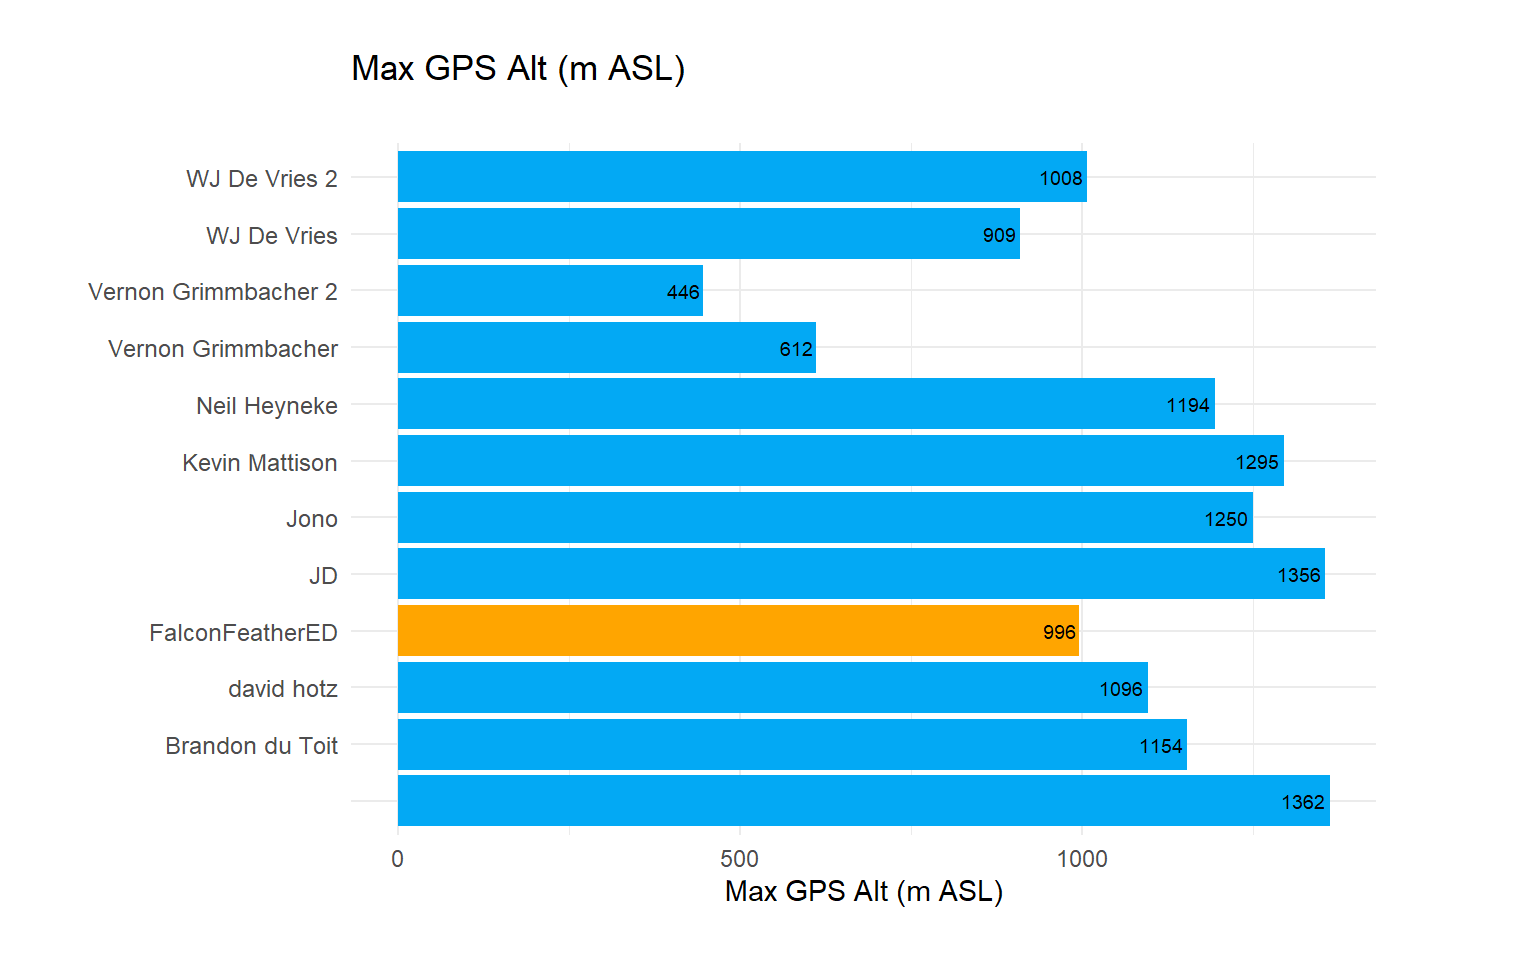 Max GPS Alt (m ASL)
WJ De Vries 2 1008
WJ De Vries 909
Vernon Grimmbacher 2 446
Vernon Grimmbacher 612
Neil Heyneke 1194
Kevin Mattison 1295
Jono 1250
JD 1356
FalconFeatherED 996
david hotz 1096
Brandon du Toit 1154
1362
0 500 1000
Max GPS Alt (m ASL)